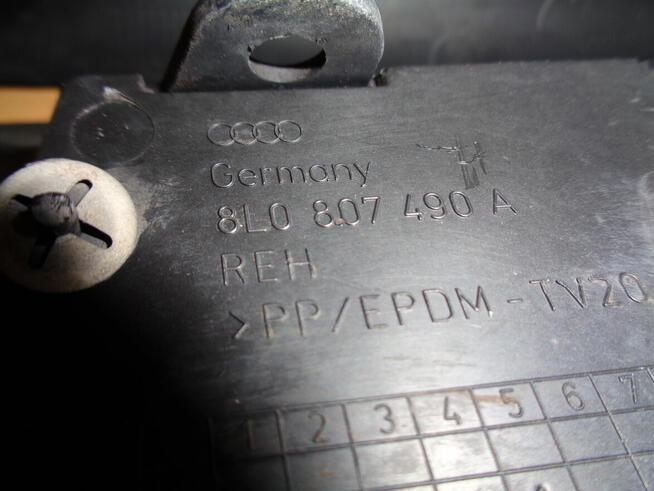 Germany
8L0 807 490 A
REH
>PP/EPDM-TV20
1 2 3 4 5 6 7